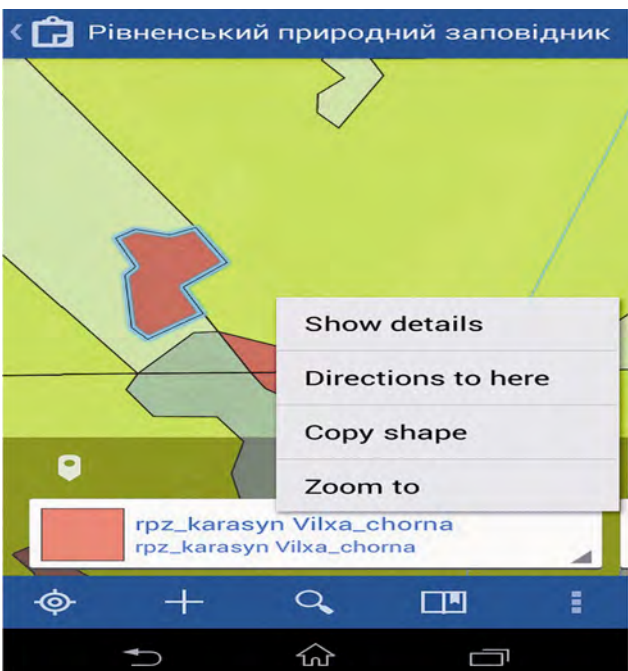 Рівненський природний заповідник
Show details
Directions to here
Copy shape
Zoom to
rpz_karasyn Vilxa_chorna
rpz_karasyn Vilxa_chorna